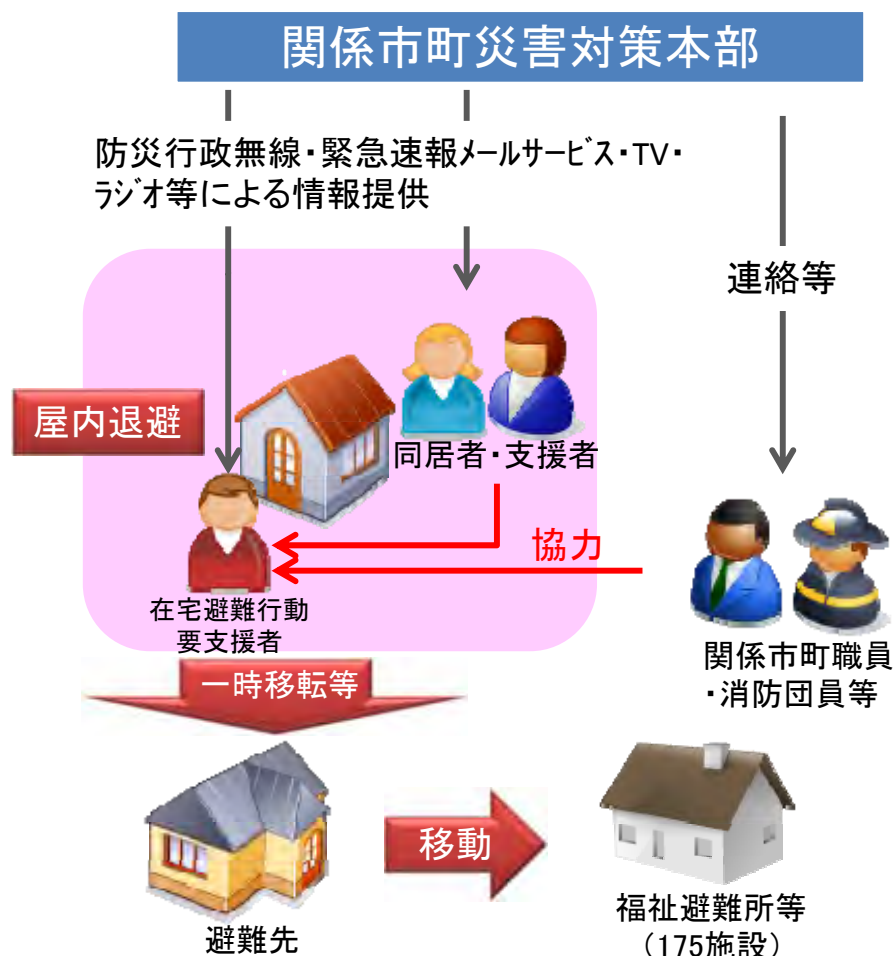 関係市町災害対策本部
防災行政無線・緊急速報ﾒｰﾙｻｰﾋﾞｽ・TV・
ﾗｼﾞｵ等による情報提供
連絡等
屋内退避
同居者・支援者
協力
在宅避難行動
要支援者
関係市町職員
・消防団員等
一時移転等
移動
避難先
福祉避難所等
（175施設）